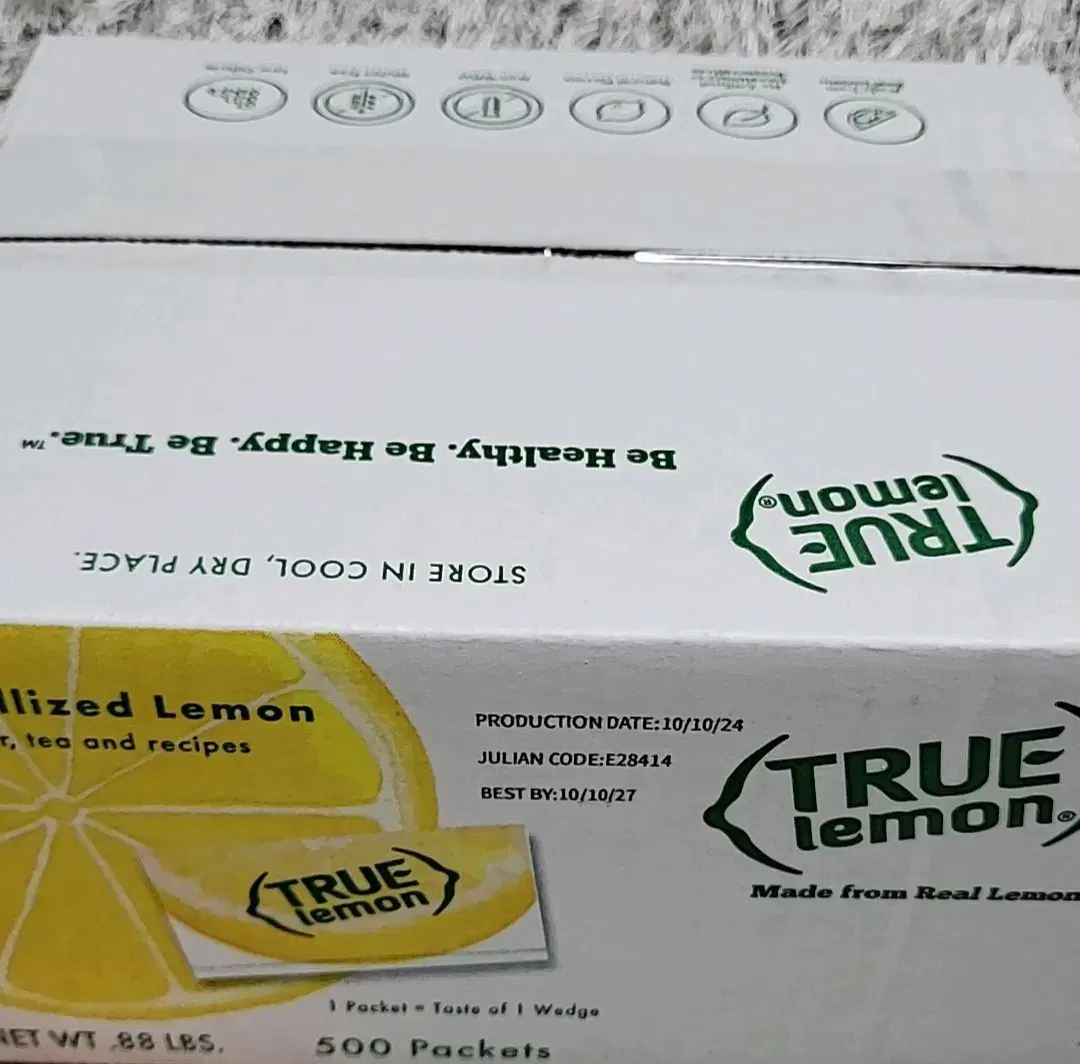 Be Healthy. Be Happy. Be True.™
STORE IN COOL, DRY PLACE.
TRUE
lemon®
llized Lemon
r, tea and recipes
PRODUCTION DATE:10/10/24
JULIAN CODE:E28414
BEST BY:10/10/27
TRUE
lemon®
Made from Real Lemon
TRUE
lemon
1 Packet = Taste of 1 Wedge
NET WT .88 LBS.
500 Packets